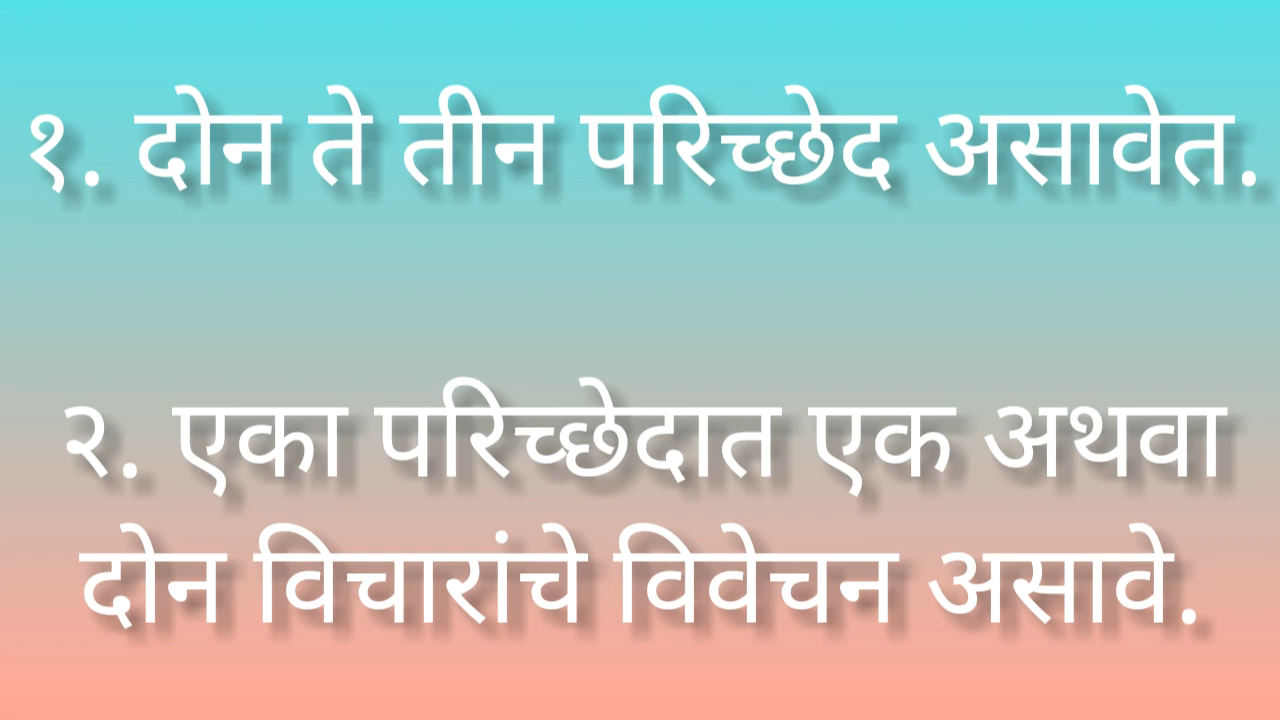 १. दोन ते तीन परिच्छेद असावेत.
२. एका परिच्छेदात एक अथवा
दोन विचारांचे विवेचन असावे.